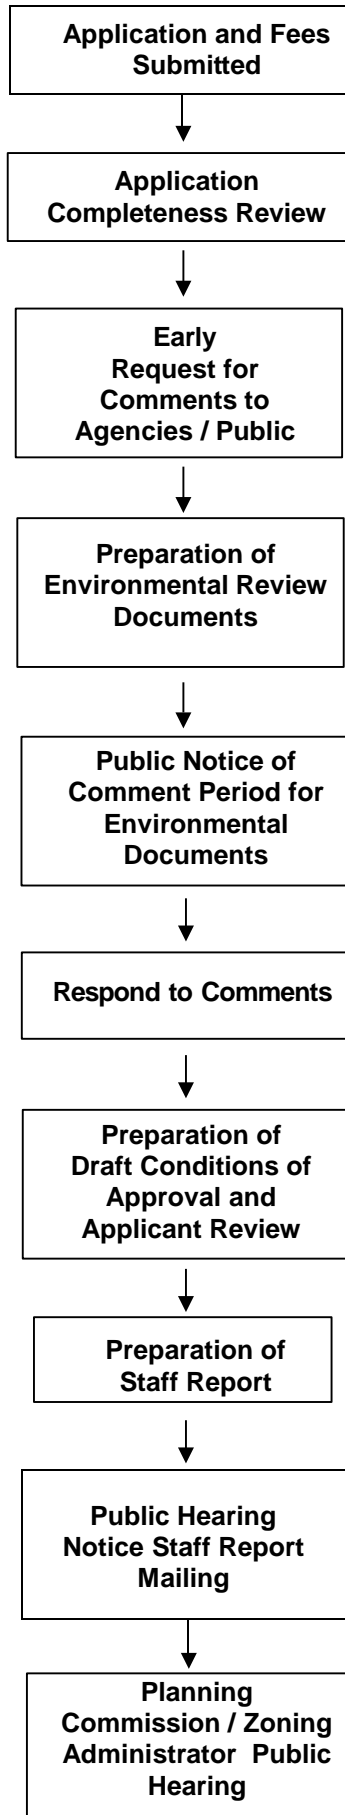 Application and Fees
Submitted
Application
Completeness Review
Early
Request for
Comments to
Agencies / Public
Preparation of
Environmental Review
Documents
Public Notice of
Comment Period for
Environmental
Documents
Respond to Comments
Preparation of
Draft Conditions of
Approval and
Applicant Review
Preparation of
Staff Report
Public Hearing
Notice Staff Report
Mailing
Planning
Commission / Zoning
Administrator Public
Hearing